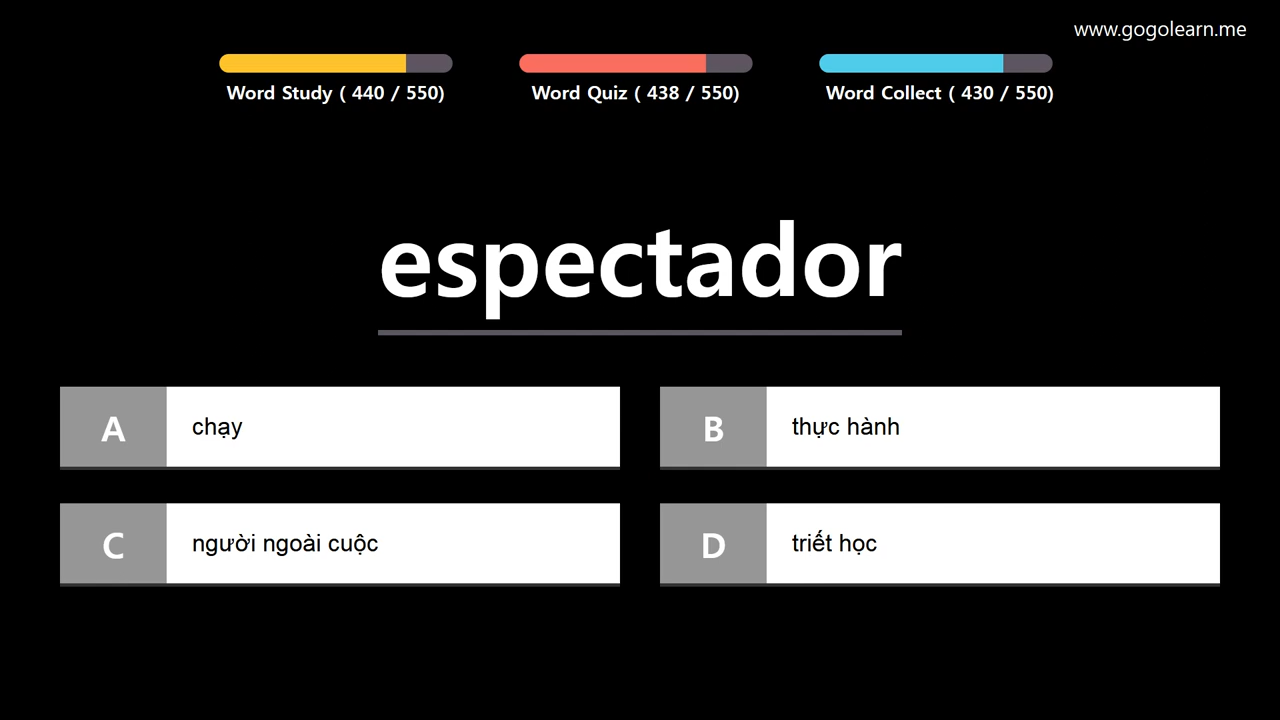 www.gogolearn.me
Word Study ( 440 / 550)
Word Quiz ( 438 / 550)
Word Collect ( 430 / 550)
espectador
A chạy
B thực hành
C người ngoài cuộc
D triết học